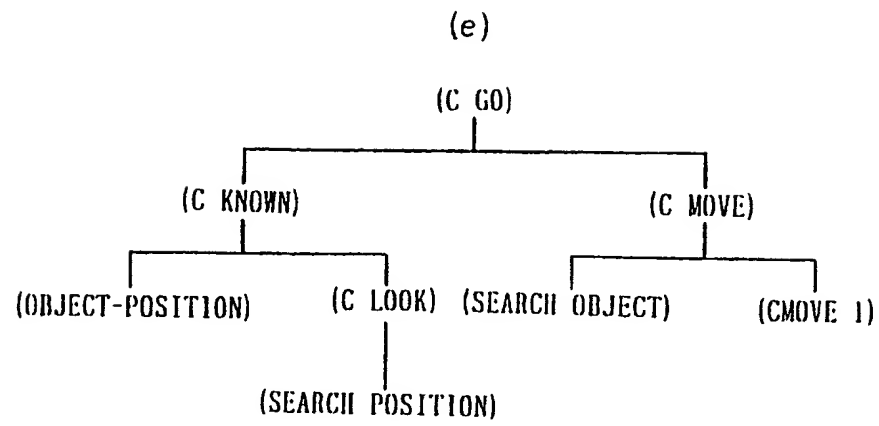 (e)
(C GO)
(C KNOWN)
(C MOVE)
(OBJECT-POSITION)
(C LOOK)
(SEARCH OBJECT)
(CMOVE 1)
(SEARCH POSITION)